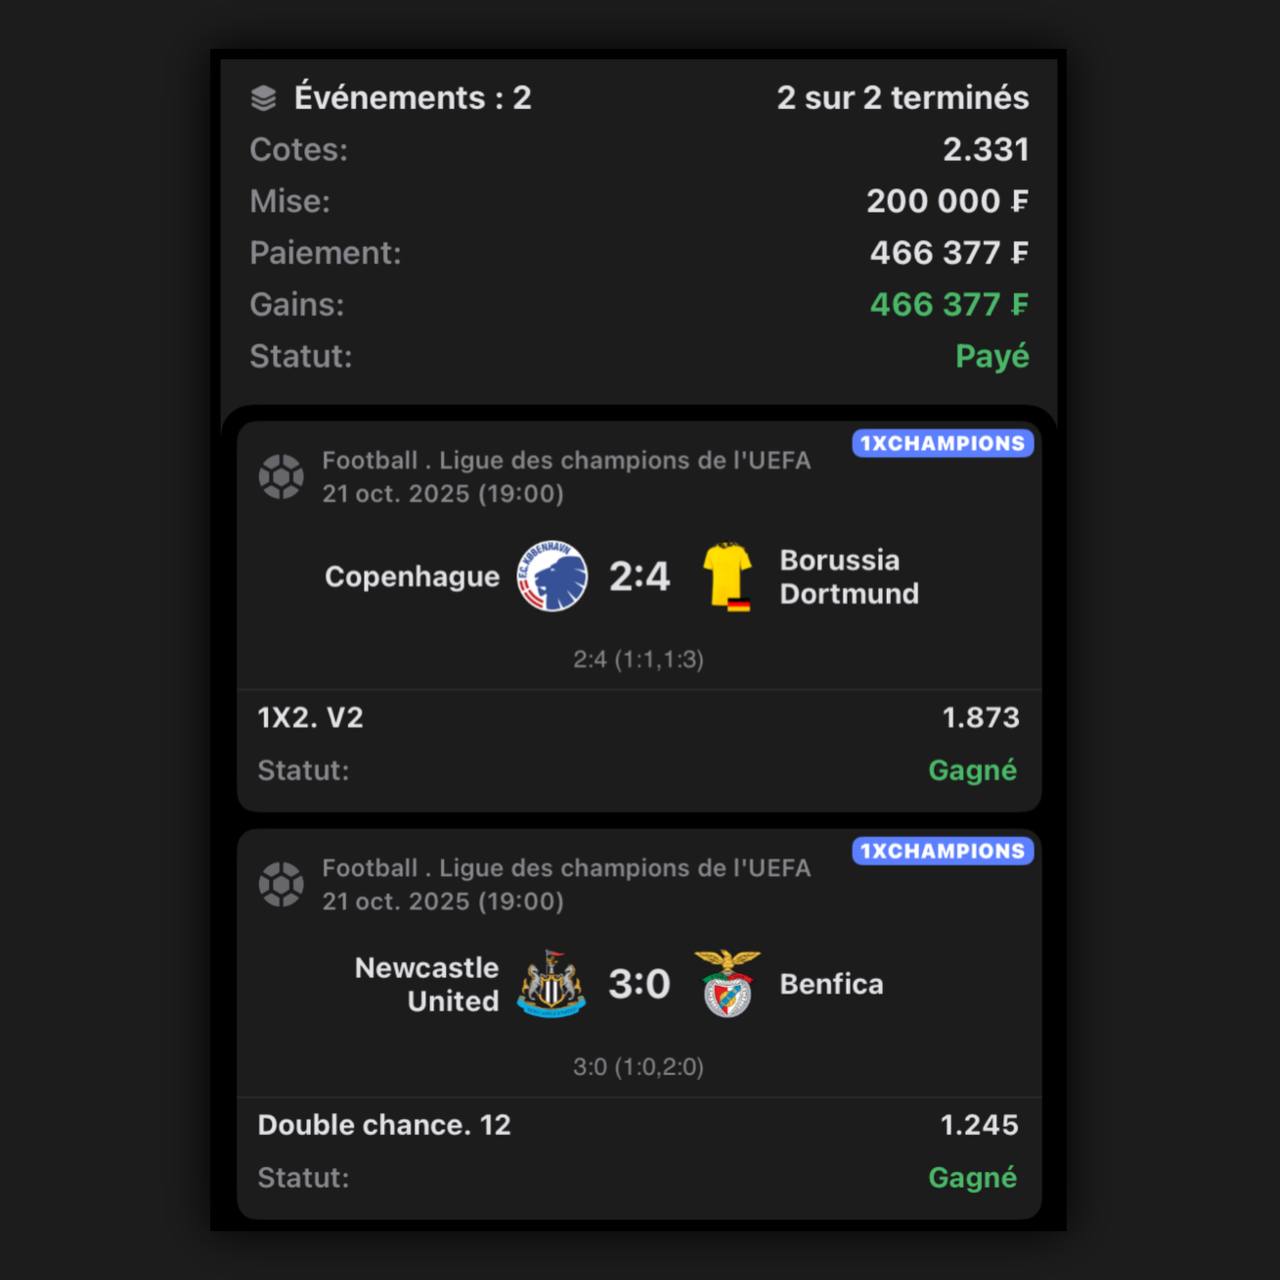 Événements : 2 2 sur 2 terminés
Cotes: 2.331
Mise: 200 000 ₣
Paiement: 466 377 ₣
Gains: 466 377 ₣
Statut: Payé
1XCHAMPIONS
Football . Ligue des champions de l'UEFA
21 oct. 2025 (19:00)
F.C. KØBENHAVN
Copenhague 2:4 Borussia
Dortmund
2:4 (1:1,1:3)
1X2. V2 1.873
Statut: Gagné
1XCHAMPIONS
Football . Ligue des champions de l'UEFA
21 oct. 2025 (19:00)
Newcastle
United 3:0 Benfica
3:0 (1:0,2:0)
Double chance. 12 1.245
Statut: Gagné